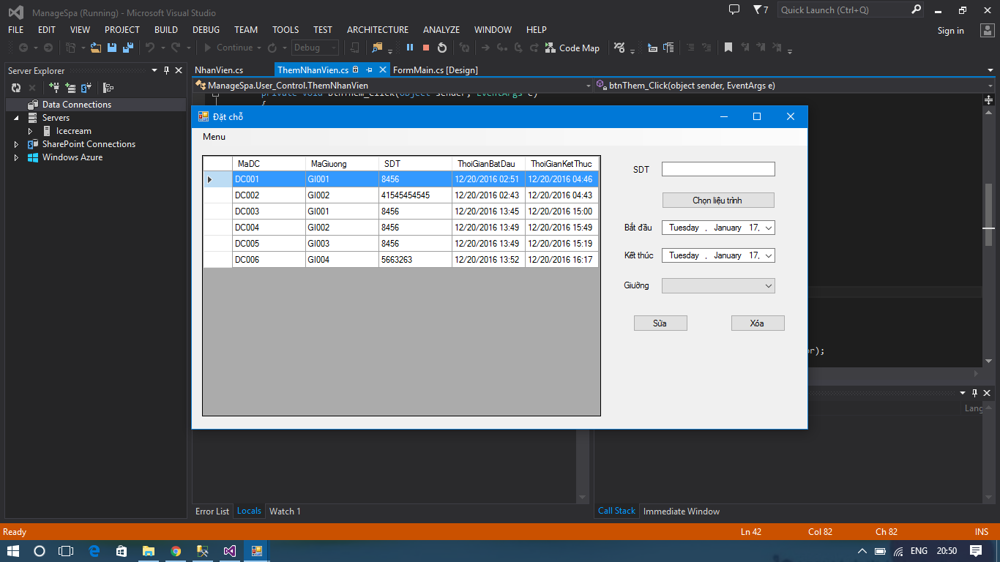 ManageSpa (Running) - Microsoft Visual Studio
7
Quick Launch (Ctrl+Q)
FILE EDIT VIEW PROJECT BUILD DEBUG TEAM TOOLS TEST ARCHITECTURE ANALYZE WINDOW HELP
Sign in
Continue
Debug
Code Map
Server Explorer
Data Connections
Servers
Icecream
SharePoint Connections
Windows Azure
NhanVien.cs ThemNhanVien.cs FormMain.cs [Design]
ManageSpa.User_Control.ThemNhanVien
btnThem_Click(object sender, EventArgs e)
private void btnThem_Click(object sender, EventArgs e)
{
Đặt chỗ
Menu
MaDC MaGiuong SDT ThoiGianBatDau ThoiGianKetThuc
DC001 GI001 8456 12/20/2016 02:51 12/20/2016 04:46
DC002 GI002 41545454545 12/20/2016 02:43 12/20/2016 04:43
DC003 GI001 8456 12/20/2016 13:45 12/20/2016 15:00
DC004 GI002 8456 12/20/2016 13:49 12/20/2016 15:49
DC005 GI003 8456 12/20/2016 13:49 12/20/2016 15:19
DC006 GI004 5663263 12/20/2016 13:52 12/20/2016 16:17
SDT
Chọn liệu trình
Bắt đầu Tuesday , January 17,
Kết thúc Tuesday , January 17,
Giường
Sửa Xóa
r);
Lang
Error List Locals Watch 1
Call Stack Immediate Window
Ready
Ln 42 Col 82 Ch 82 INS
ENG 20:50